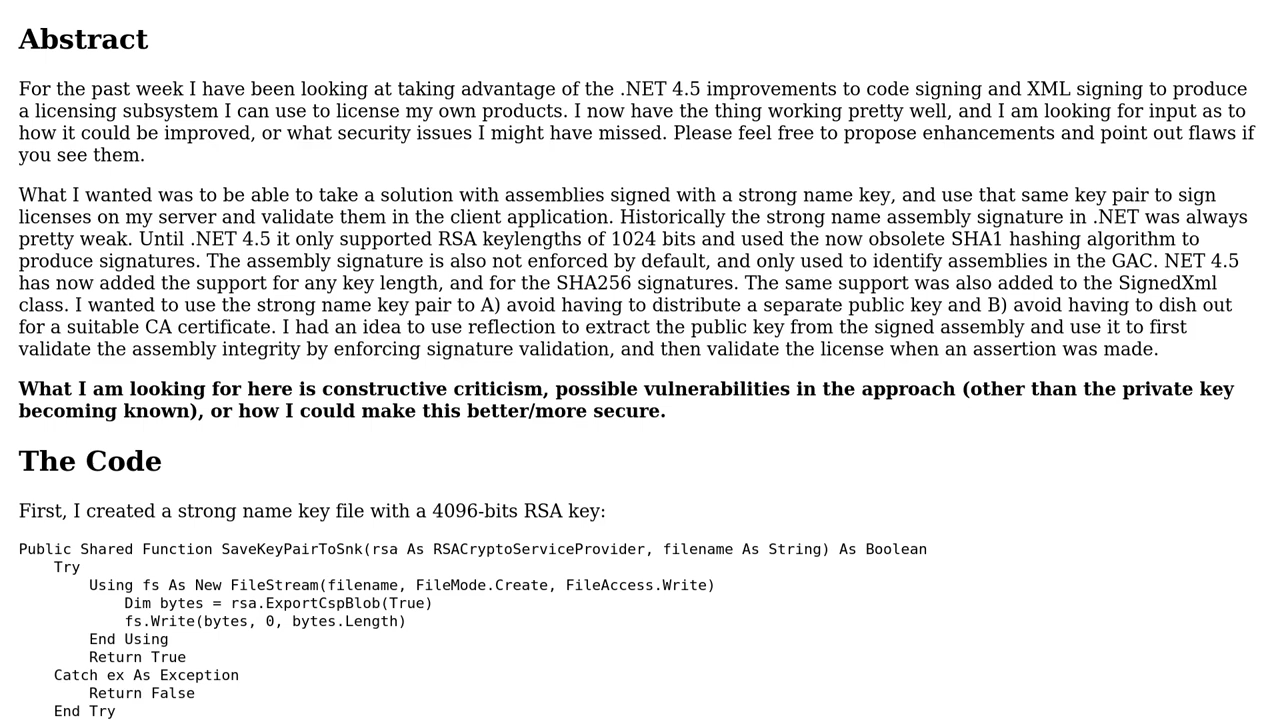 Abstract
For the past week I have been looking at taking advantage of the .NET 4.5 improvements to code signing and XML signing to produce
a licensing subsystem I can use to license my own products. I now have the thing working pretty well, and I am looking for input as to
how it could be improved, or what security issues I might have missed. Please feel free to propose enhancements and point out flaws if
you see them.
What I wanted was to be able to take a solution with assemblies signed with a strong name key, and use that same key pair to sign
licenses on my server and validate them in the client application. Historically the strong name assembly signature in .NET was always
pretty weak. Until .NET 4.5 it only supported RSA keylengths of 1024 bits and used the now obsolete SHA1 hashing algorithm to
produce signatures. The assembly signature is also not enforced by default, and only used to identify assemblies in the GAC. NET 4.5
has now added the support for any key length, and for the SHA256 signatures. The same support was also added to the SignedXml
class. I wanted to use the strong name key pair to A) avoid having to distribute a separate public key and B) avoid having to dish out
for a suitable CA certificate. I had an idea to use reflection to extract the public key from the signed assembly and use it to first
validate the assembly integrity by enforcing signature validation, and then validate the license when an assertion was made.
What I am looking for here is constructive criticism, possible vulnerabilities in the approach (other than the private key
becoming known), or how I could make this better/more secure.
The Code
First, I created a strong name key file with a 4096-bits RSA key:
Public Shared Function SaveKeyPairToSnk(rsa As RSACryptoServiceProvider, filename As String) As Boolean
    Try
        Using fs As New FileStream(filename, FileMode.Create, FileAccess.Write)
            Dim bytes = rsa.ExportCspBlob(True)
            fs.Write(bytes, 0, bytes.Length)
        End Using
        Return True
    Catch ex As Exception
        Return False
    End Try